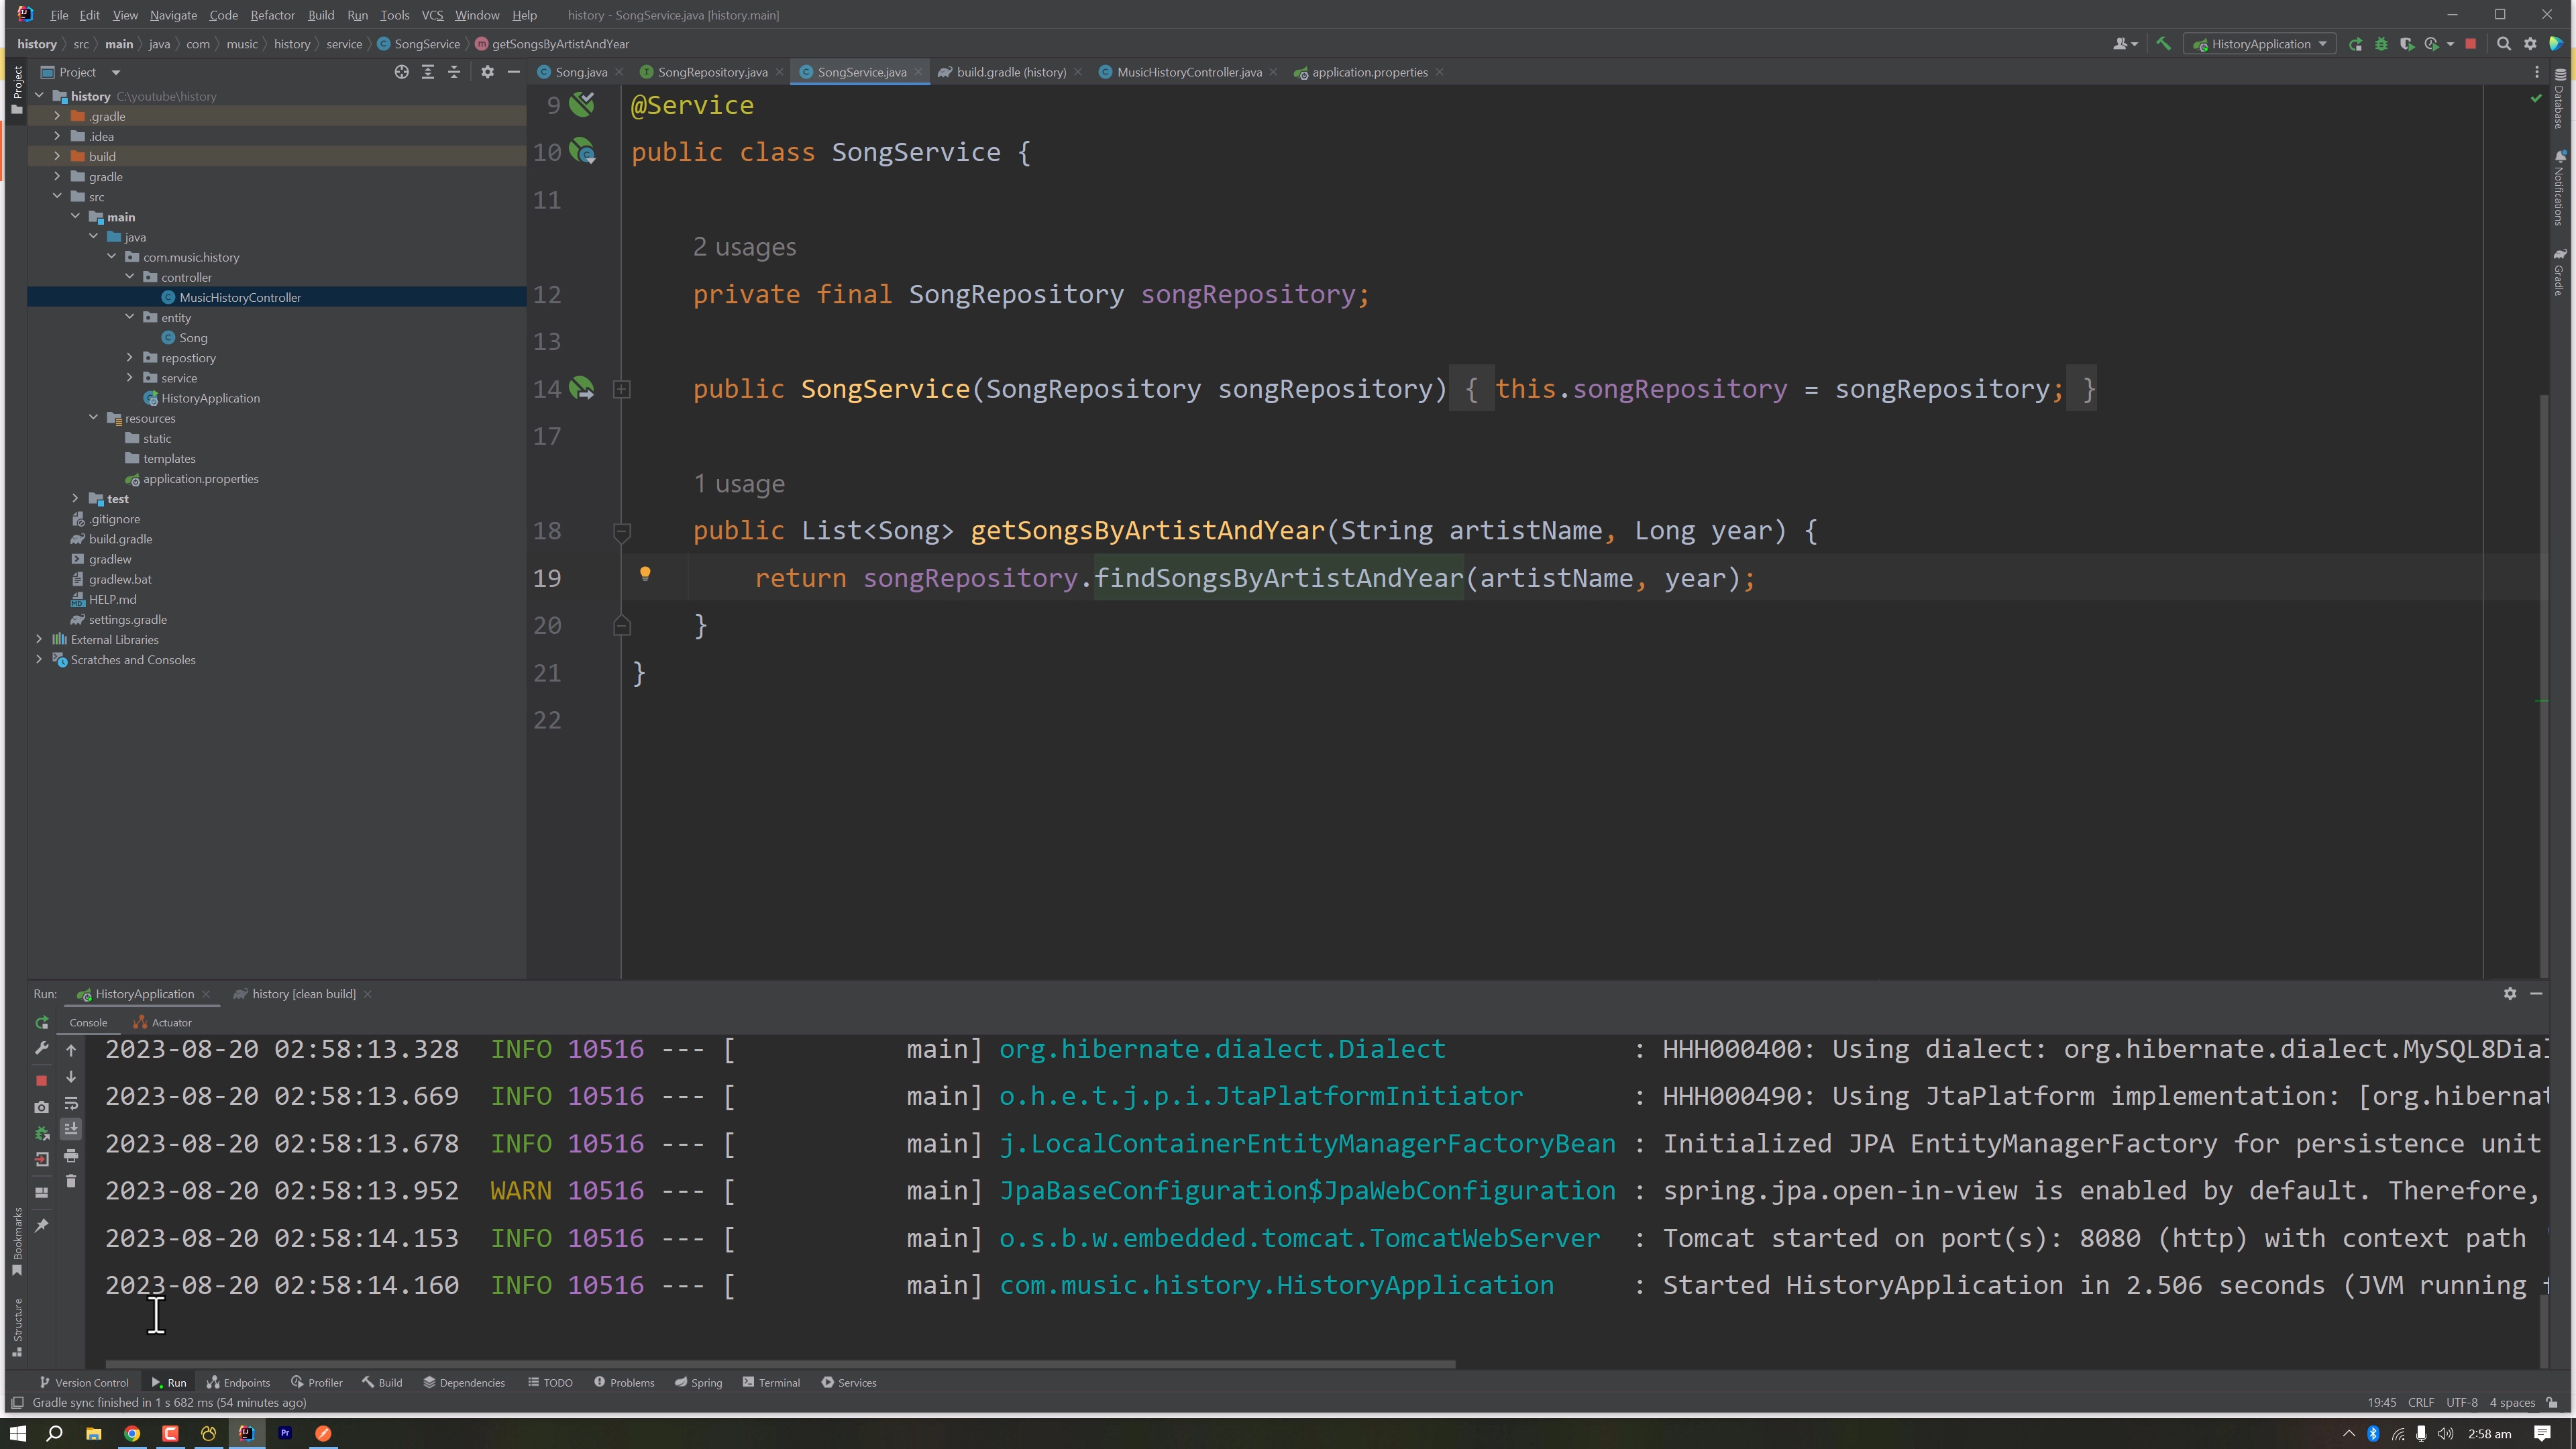 File Edit View Navigate Code Refactor Build Run Tools VCS Window Help history - SongService.java [history.main]
history src main java com music history service SongService getSongsByArtistAndYear
HistoryApplication
Project
Song.java SongRepository.java SongService.java build.gradle (history) MusicHistoryController.java application.properties
Project
history C:\youtube\history
.gradle
.idea
build
gradle
src
main
java
com.music.history
controller
MusicHistoryController
entity
Song
repostiory
service
HistoryApplication
resources
static
templates
application.properties
test
.gitignore
build.gradle
gradlew
gradlew.bat
HELP.md
settings.gradle
External Libraries
Scratches and Consoles
9 @Service
10 public class SongService {
11
2 usages
12 private final SongRepository songRepository;
13
14 public SongService(SongRepository songRepository) { this.songRepository = songRepository; }
17
1 usage
18 public List<Song> getSongsByArtistAndYear(String artistName, Long year) {
19 return songRepository.findSongsByArtistAndYear(artistName, year);
20 }
21 }
22
Database
Notifications
Gradle
Run: HistoryApplication history [clean build]
Console Actuator
2023-08-20 02:58:13.328 INFO 10516 --- [ main] org.hibernate.dialect.Dialect : HHH000400: Using dialect: org.hibernate.dialect.MySQL8Dial
2023-08-20 02:58:13.669 INFO 10516 --- [ main] o.h.e.t.j.p.i.JtaPlatformInitiator : HHH000490: Using JtaPlatform implementation: [org.hibernat
2023-08-20 02:58:13.678 INFO 10516 --- [ main] j.LocalContainerEntityManagerFactoryBean : Initialized JPA EntityManagerFactory for persistence unit
2023-08-20 02:58:13.952 WARN 10516 --- [ main] JpaBaseConfiguration$JpaWebConfiguration : spring.jpa.open-in-view is enabled by default. Therefore,
2023-08-20 02:58:14.153 INFO 10516 --- [ main] o.s.b.w.embedded.tomcat.TomcatWebServer : Tomcat started on port(s): 8080 (http) with context path '
2023-08-20 02:58:14.160 INFO 10516 --- [ main] com.music.history.HistoryApplication : Started HistoryApplication in 2.506 seconds (JVM running f
Bookmarks
Structure
Version Control Run Endpoints Profiler Build Dependencies TODO Problems Spring Terminal Services
Gradle sync finished in 1 s 682 ms (54 minutes ago) 19:45 CRLF UTF-8 4 spaces
Pr 2:58 am